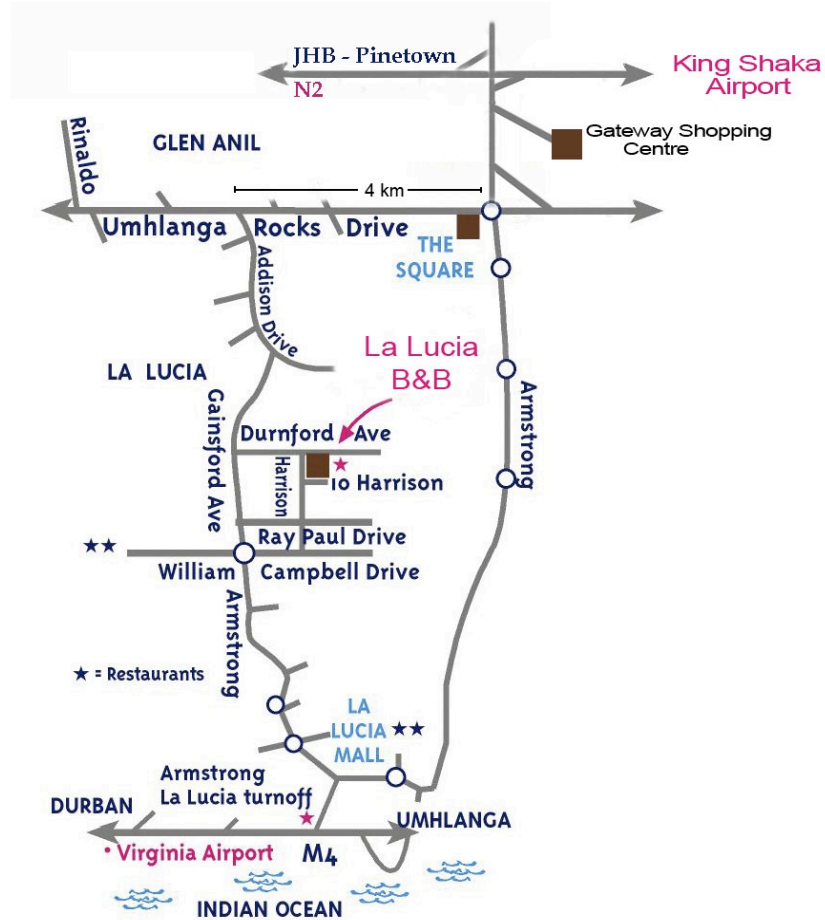 JHB - Pinetown
N2
King Shaka
Airport
Gateway Shopping
Centre
Rinaldo
GLEN ANIL
4 km
Umhlanga Rocks Drive
THE
SQUARE
Addison Drive
La Lucia
B&B
LA LUCIA
Armstrong
Gainsford Ave
Durnford Ave
Harrison
10 Harrison
Ray Paul Drive
William Campbell Drive
Armstrong
★ = Restaurants
LA
LUCIA
MALL
Armstrong
La Lucia turnoff
DURBAN
UMHLANGA
• Virginia Airport
M4
INDIAN OCEAN